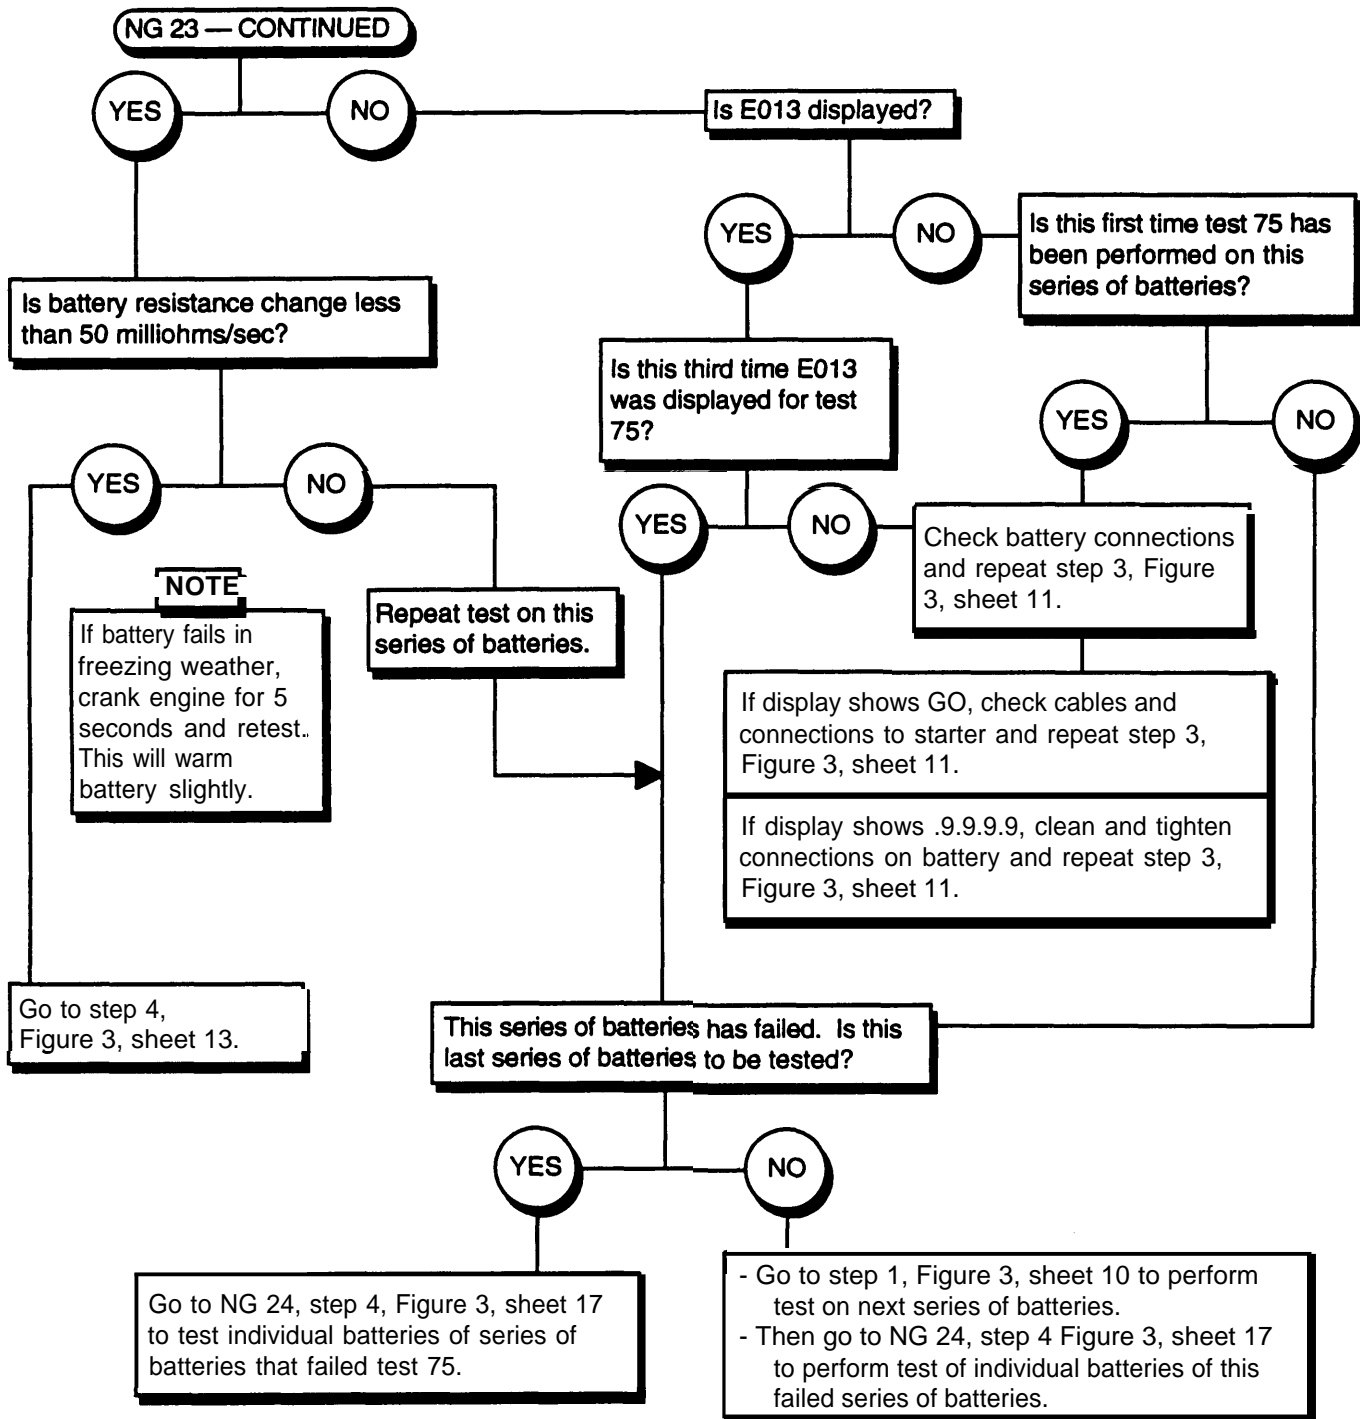 NG 23 — CONTINUED
YES
NO
Is E013 displayed?
YES
NO
Is this first time test 75 has
been performed on this
series of batteries?
Is battery resistance change less
than 50 milliohms/sec?
Is this third time E013
was displayed for test
75?
YES
NO
YES
NO
YES
NO
Check battery connections
and repeat step 3, Figure
3, sheet 11.
NOTE
If battery fails in
freezing weather,
crank engine for 5
seconds and retest..
This will warm
battery slightly.
Repeat test on this
series of batteries.
If display shows GO, check cables and
connections to starter and repeat step 3,
Figure 3, sheet 11.
If display shows .9.9.9.9, clean and tighten
connections on battery and repeat step 3,
Figure 3, sheet 11.
Go to step 4,
Figure 3, sheet 13.
This series of batteries has failed. Is this
last series of batteries to be tested?
YES
NO
Go to NG 24, step 4, Figure 3, sheet 17
to test individual batteries of series of
batteries that failed test 75.
- Go to step 1, Figure 3, sheet 10 to perform
test on next series of batteries.
- Then go to NG 24, step 4 Figure 3, sheet 17
to perform test of individual batteries of this
failed series of batteries.